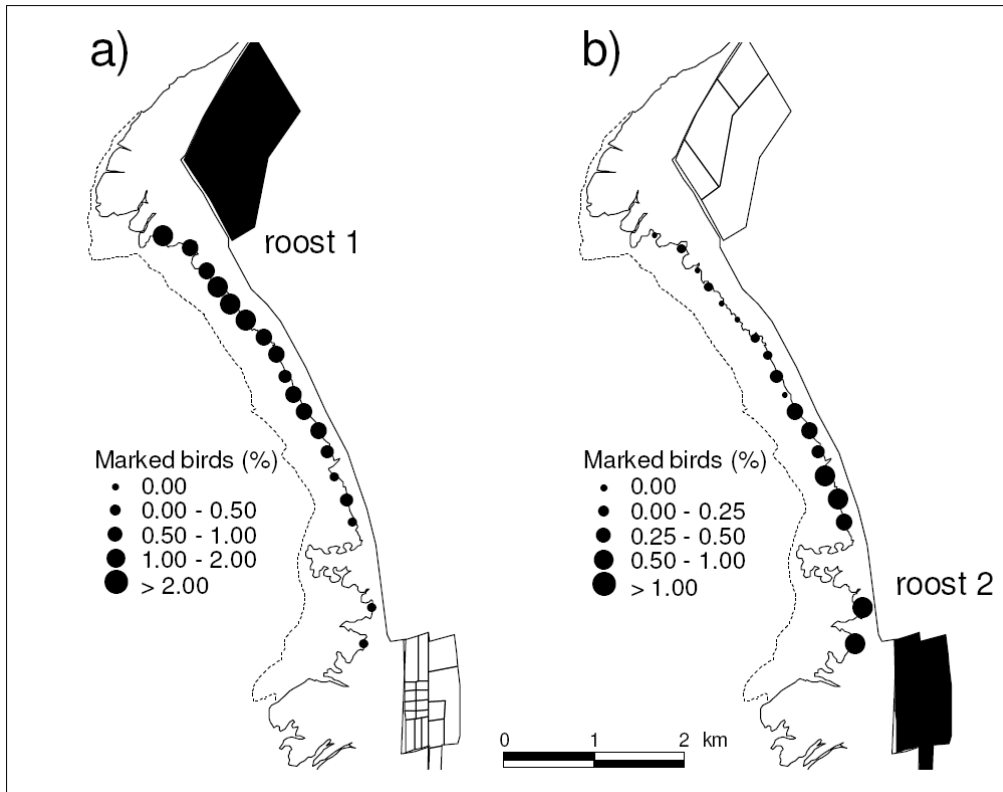 a)
b)
roost 1
Marked birds (%)
0.00
0.00 - 0.50
0.50 - 1.00
1.00 - 2.00
> 2.00
Marked birds (%)
0.00
0.00 - 0.25
0.25 - 0.50
0.50 - 1.00
> 1.00
roost 2
0 1 2 km